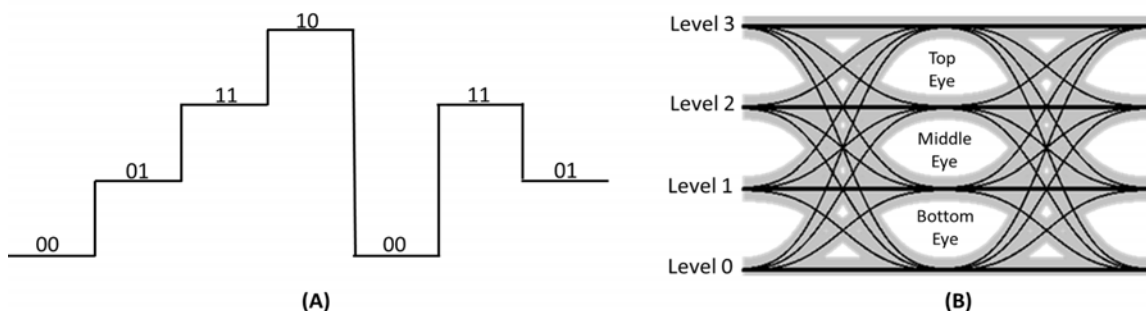 10
11
01
00
00
11
01
(A)
Level 3
Level 2
Level 1
Level 0
Top
Eye
Middle
Eye
Bottom
Eye
(B)